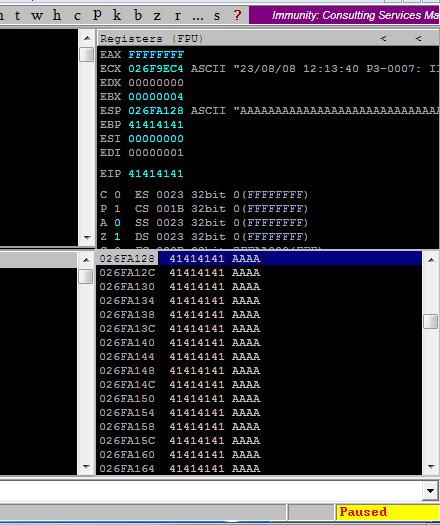 t w h c p k b z r ... s ? Immunity: Consulting Services Ma
Registers (FPU) < <
EAX FFFFFFFF
ECX 026F9EC4 ASCII "23/08/08 12:13:40 P3-0007: II
EDX 00000000
EBX 00000004
ESP 026FA128 ASCII "AAAAAAAAAAAAAAAAAAAAAAAAAAAAA
EBP 41414141
ESI 00000000
EDI 00000001
EIP 41414141
C 0 ES 0023 32bit 0(FFFFFFFF)
P 1 CS 001B 32bit 0(FFFFFFFF)
A 0 SS 0023 32bit 0(FFFFFFFF)
Z 1 DS 0023 32bit 0(FFFFFFFF)
026FA128 41414141 AAAA
026FA12C 41414141 AAAA
026FA130 41414141 AAAA
026FA134 41414141 AAAA
026FA138 41414141 AAAA
026FA13C 41414141 AAAA
026FA140 41414141 AAAA
026FA144 41414141 AAAA
026FA148 41414141 AAAA
026FA14C 41414141 AAAA
026FA150 41414141 AAAA
026FA154 41414141 AAAA
026FA158 41414141 AAAA
026FA15C 41414141 AAAA
026FA160 41414141 AAAA
026FA164 41414141 AAAA
Paused